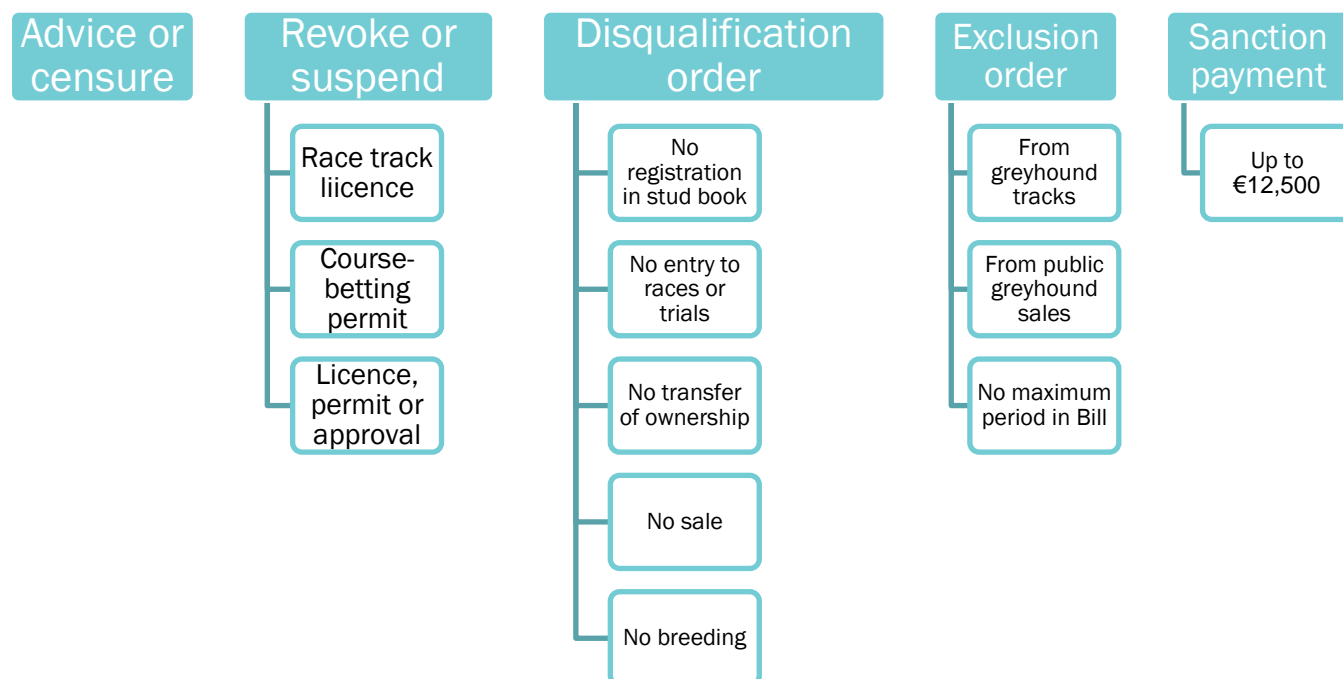 Advice or
censure
Revoke or
suspend
Race track
liicence
Course-
betting
permit
Licence,
permit or
approval
Disqualification
order
No
registration
in stud book
No entry to
races or
trials
No transfer
of ownership
No sale
No breeding
Exclusion
order
From
greyhound
tracks
From public
greyhound
sales
No maximum
period in Bill
Sanction
payment
Up to
€12,500